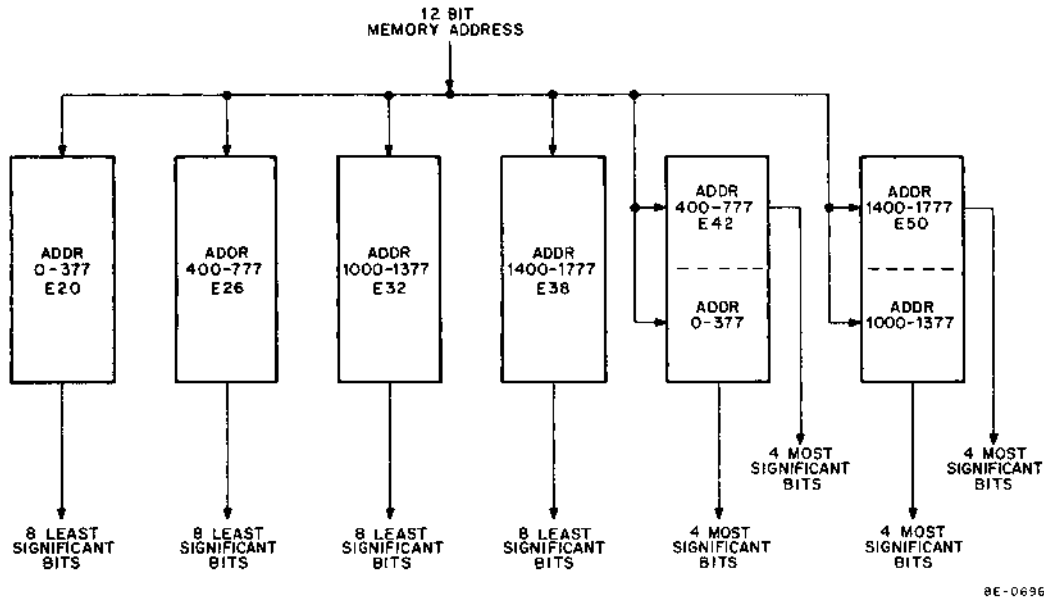 12 BIT
MEMORY ADDRESS
ADDR
0-377
E20
ADDR
400-777
E26
ADDR
1000-1377
E32
ADDR
1400-1777
E38
ADDR
400-777
E42
ADDR
0-377
ADDR
1400-1777
E50
ADDR
1000-1377
4 MOST
SIGNIFICANT
BITS
4 MOST
SIGNIFICANT
BITS
8 LEAST
SIGNIFICANT
BITS
8 LEAST
SIGNIFICANT
BITS
8 LEAST
SIGNIFICANT
BITS
8 LEAST
SIGNIFICANT
BITS
4 MOST
SIGNIFICANT
BITS
4 MOST
SIGNIFICANT
BITS
8E-0696